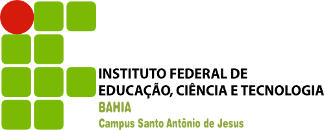 INSTITUTO FEDERAL DE
EDUCAÇÃO, CIÊNCIA E TECNOLOGIA
BAHIA
Campus Santo Antônio de Jesus